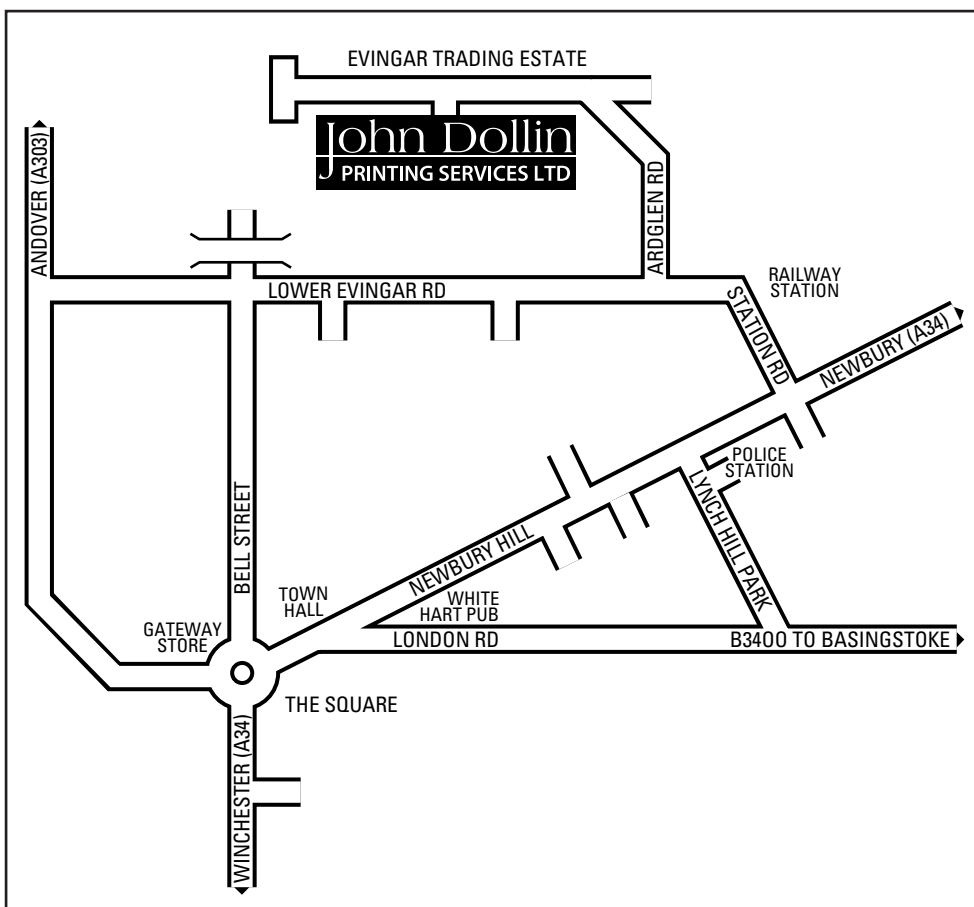 EVINGAR TRADING ESTATE
John Dollin
PRINTING SERVICES LTD
ANDOVER (A303)
ARDGLEN RD
LOWER EVINGAR RD
RAILWAY
STATION
STATION RD
NEWBURY (A34)
POLICE
STATION
LYNCH HILL PARK
BELL STREET
NEWBURY HILL
TOWN
HALL
WHITE
HART PUB
GATEWAY
STORE
LONDON RD
B3400 TO BASINGSTOKE
THE SQUARE
WINCHESTER (A34)